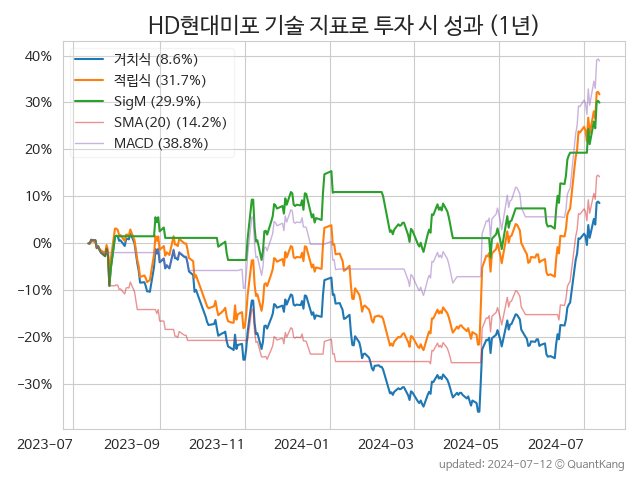 HD현대미포 기술 지표로 투자 시 성과 (1년)
40%
30%
20%
10%
0%
−10%
−20%
−30%
거치식 (8.6%)
적립식 (31.7%)
SigM (29.9%)
SMA(20) (14.2%)
MACD (38.8%)
2023-07 2023-09 2023-11 2024-01 2024-03 2024-05 2024-07
updated: 2024-07-12 © QuantKang